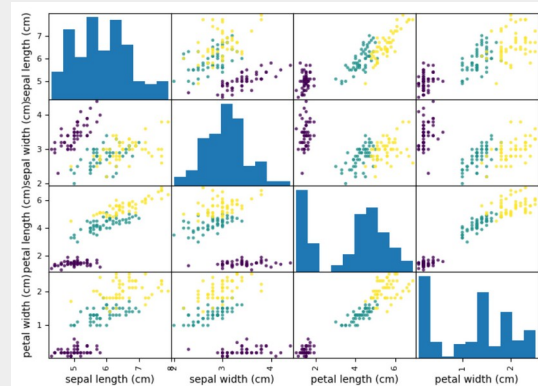 sepal length (cm)
7
6
5
sepal width (cm)
4
3
2
petal length (cm)
6
4
2
petal width (cm)
2
1
5 6 7 8
2 3 4
2 4 6
1 2
sepal length (cm) sepal width (cm) petal length (cm) petal width (cm)